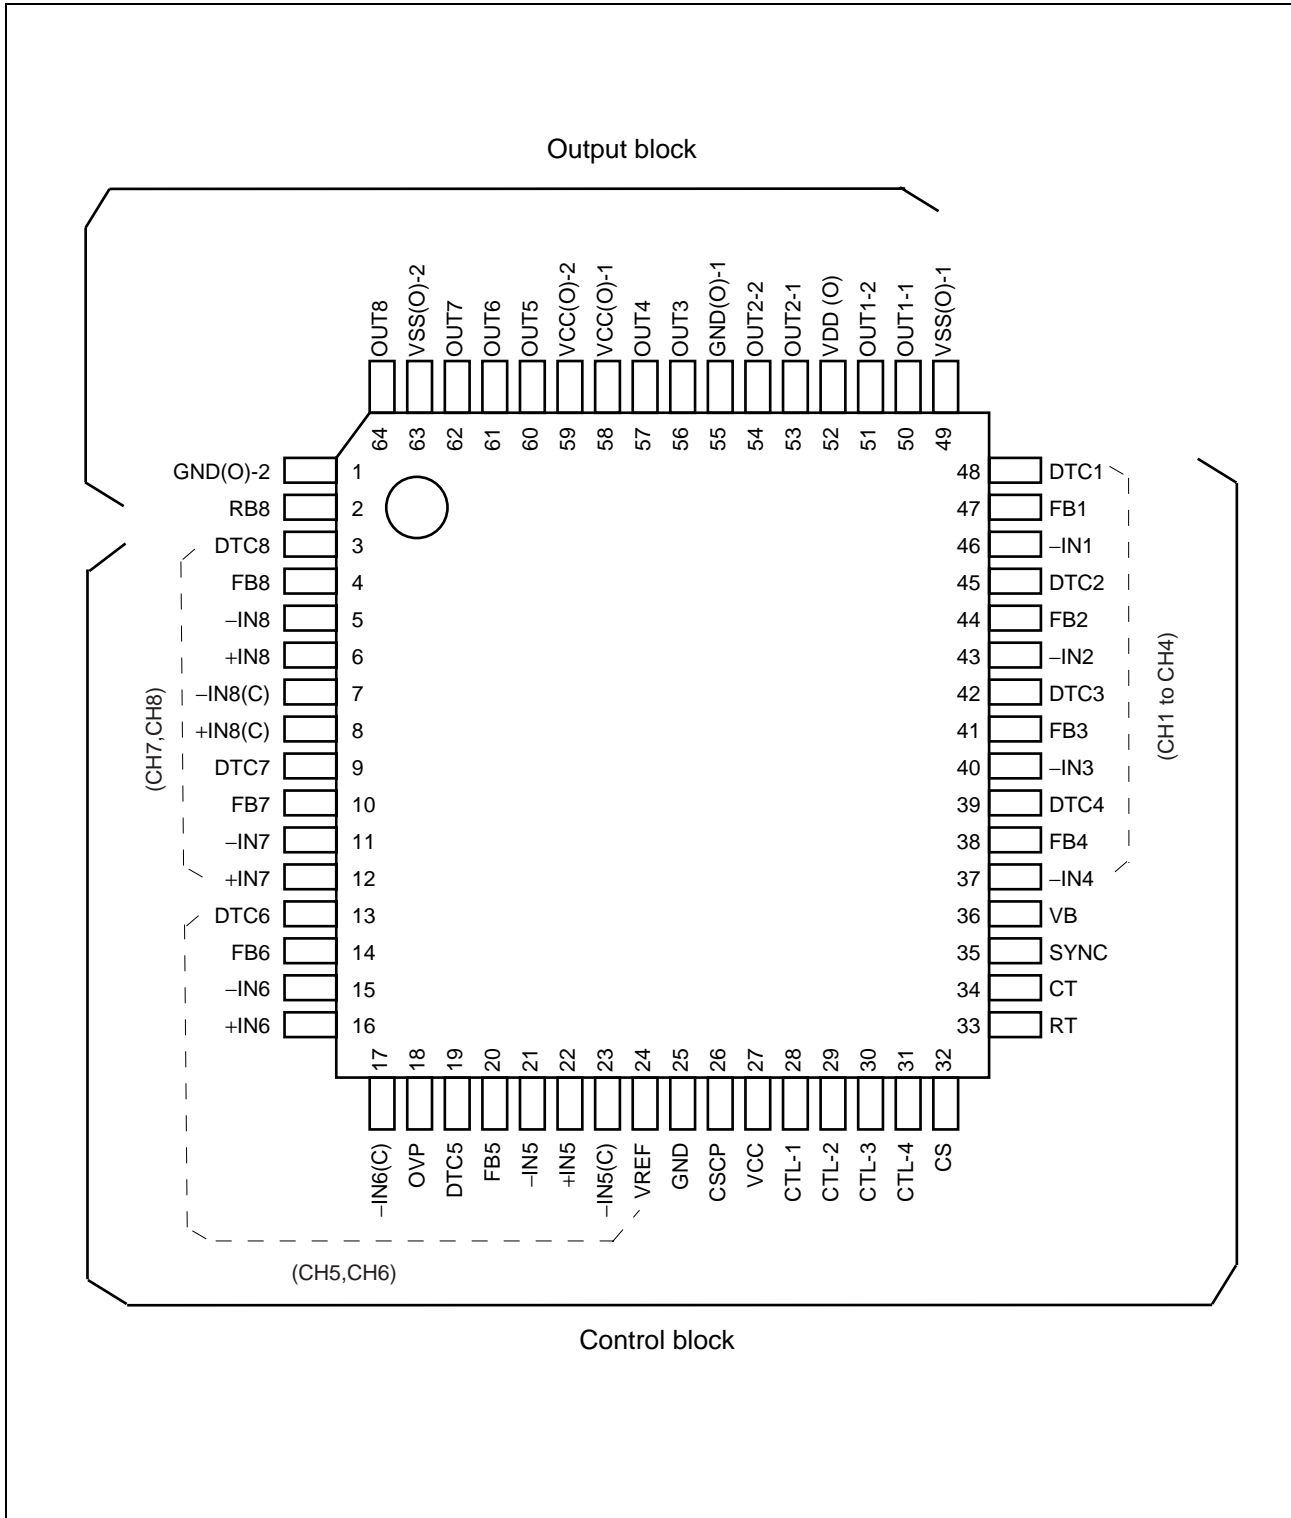 Output block
OUT8
VSS(O)-2
OUT7
OUT6
OUT5
VCC(O)-2
VCC(O)-1
OUT4
OUT3
GND(O)-1
OUT2-2
OUT2-1
VDD (O)
OUT1-2
OUT1-1
VSS(O)-1
64
63
62
61
60
59
58
57
56
55
54
53
52
51
50
49
GND(O)-2 1
RB8 2
DTC8 3
FB8 4
−IN8 5
+IN8 6
−IN8(C) 7
+IN8(C) 8
DTC7 9
FB7 10
−IN7 11
+IN7 12
DTC6 13
FB6 14
−IN6 15
+IN6 16
(CH7,CH8)
48 DTC1
47 FB1
46 −IN1
45 DTC2
44 FB2
43 −IN2
42 DTC3
41 FB3
40 −IN3
39 DTC4
38 FB4
37 −IN4
36 VB
35 SYNC
34 CT
33 RT
(CH1 to CH4)
17
18
19
20
21
22
23
24
25
26
27
28
29
30
31
32
−IN6(C)
OVP
DTC5
FB5
−IN5
+IN5
−IN5(C)
VREF
GND
CSCP
VCC
CTL-1
CTL-2
CTL-3
CTL-4
CS
(CH5,CH6)
Control block